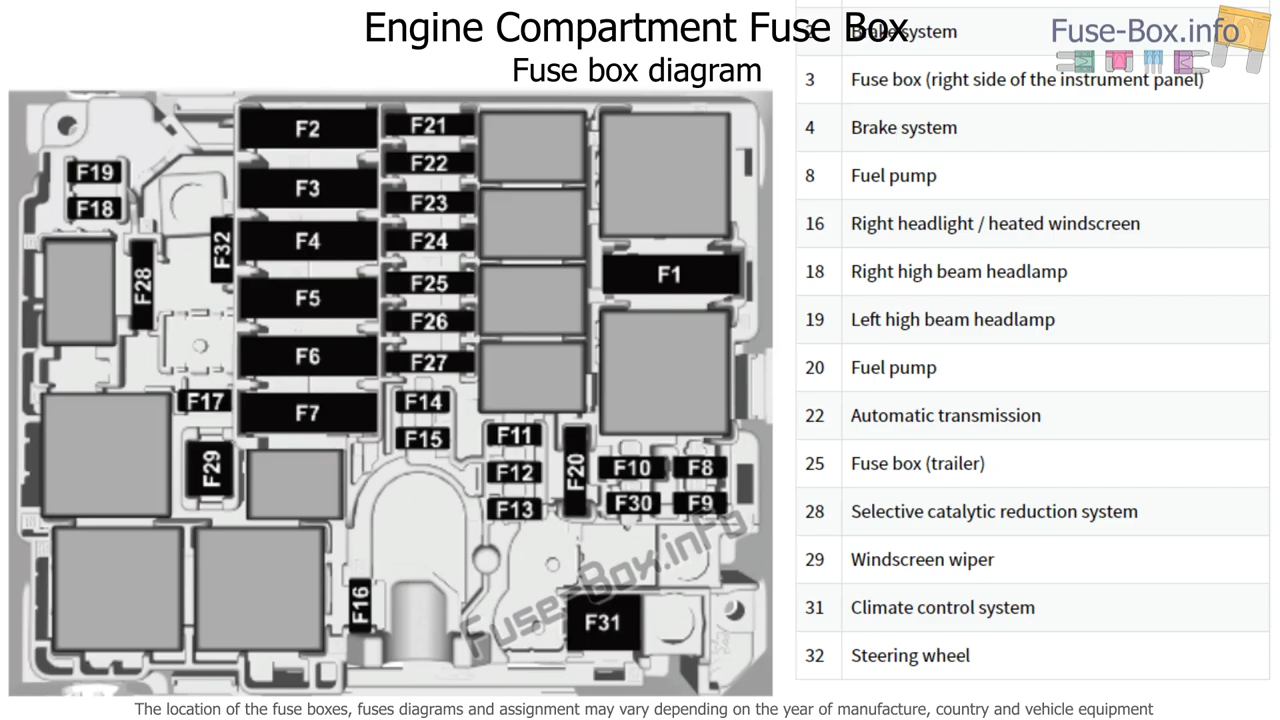 Engine Compartment Fuse Box
Fuse box diagram
Fuse-Box.info
2 Brake system
3 Fuse box (right side of the instrument panel)
4 Brake system
8 Fuel pump
16 Right headlight / heated windscreen
18 Right high beam headlamp
19 Left high beam headlamp
20 Fuel pump
22 Automatic transmission
25 Fuse box (trailer)
28 Selective catalytic reduction system
29 Windscreen wiper
31 Climate control system
32 Steering wheel
F2
F21
F19
F22
F3
F18
F23
F32
F4
F24
F1
F28
F5
F25
F26
F6
F27
F17
F7
F14
F15
F11
F29
F12
F20
F10
F8
F13
F30
F9
F16
F31
Fuse-Box.info
The location of the fuse boxes, fuses diagrams and assignment may vary depending on the year of manufacture, country and vehicle equipment